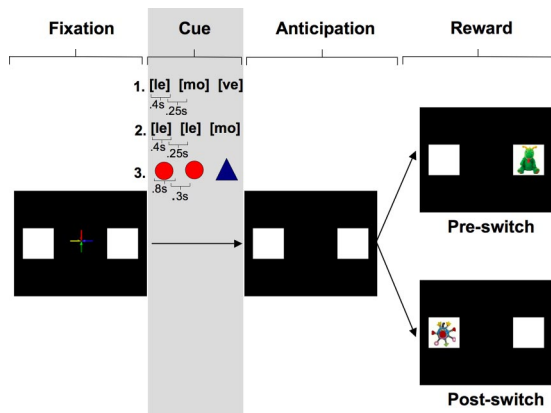 Fixation Cue Anticipation Reward
1. [le] [mo] [ve]
.4s .25s
2. [le] [le] [mo]
.4s .25s
3.
.8s .3s
Pre-switch
Post-switch